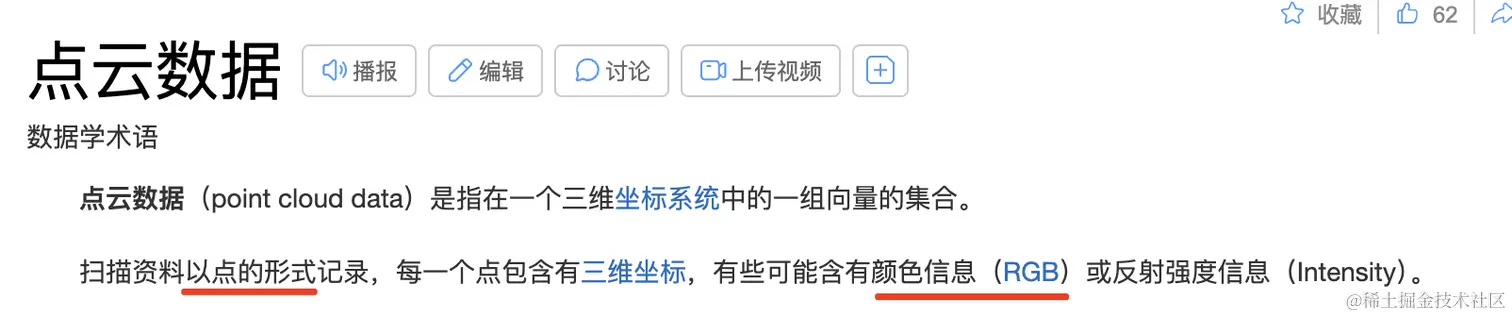 收藏 62
点云数据 播报 编辑 讨论 上传视频
数据学术语
点云数据（point cloud data）是指在一个三维坐标系统中的一组向量的集合。
扫描资料以点的形式记录，每一个点包含有三维坐标，有些可能含有颜色信息（RGB）或反射强度信息（Intensity）。
@稀土掘金技术社区